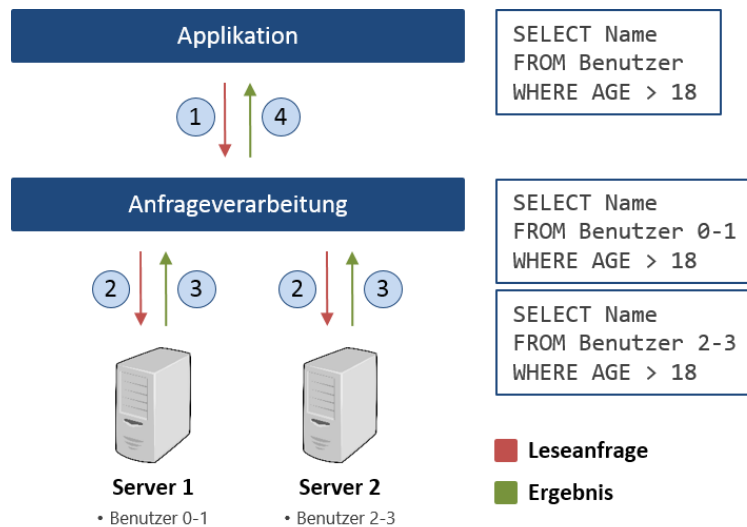 Applikation
SELECT Name
FROM Benutzer
WHERE AGE > 18
1
4
Anfrageverarbeitung
SELECT Name
FROM Benutzer 0-1
WHERE AGE > 18
2
3
2
3
SELECT Name
FROM Benutzer 2-3
WHERE AGE > 18
Leseanfrage
Ergebnis
Server 1
Server 2
• Benutzer 0-1
• Benutzer 2-3